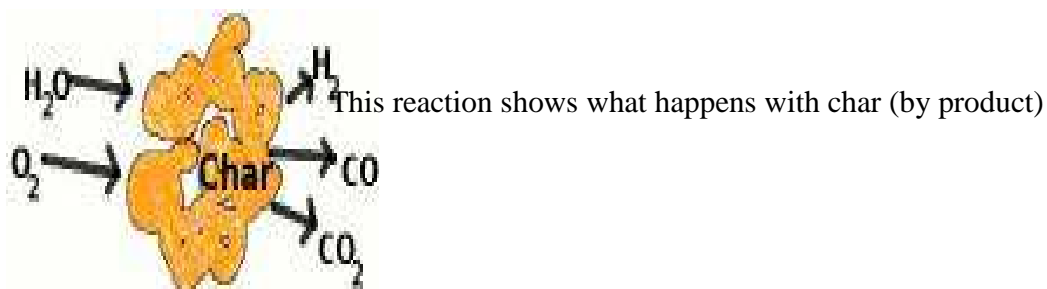 H₂O
H₂
This reaction shows what happens with char (by product)
O₂
Char
CO
CO₂